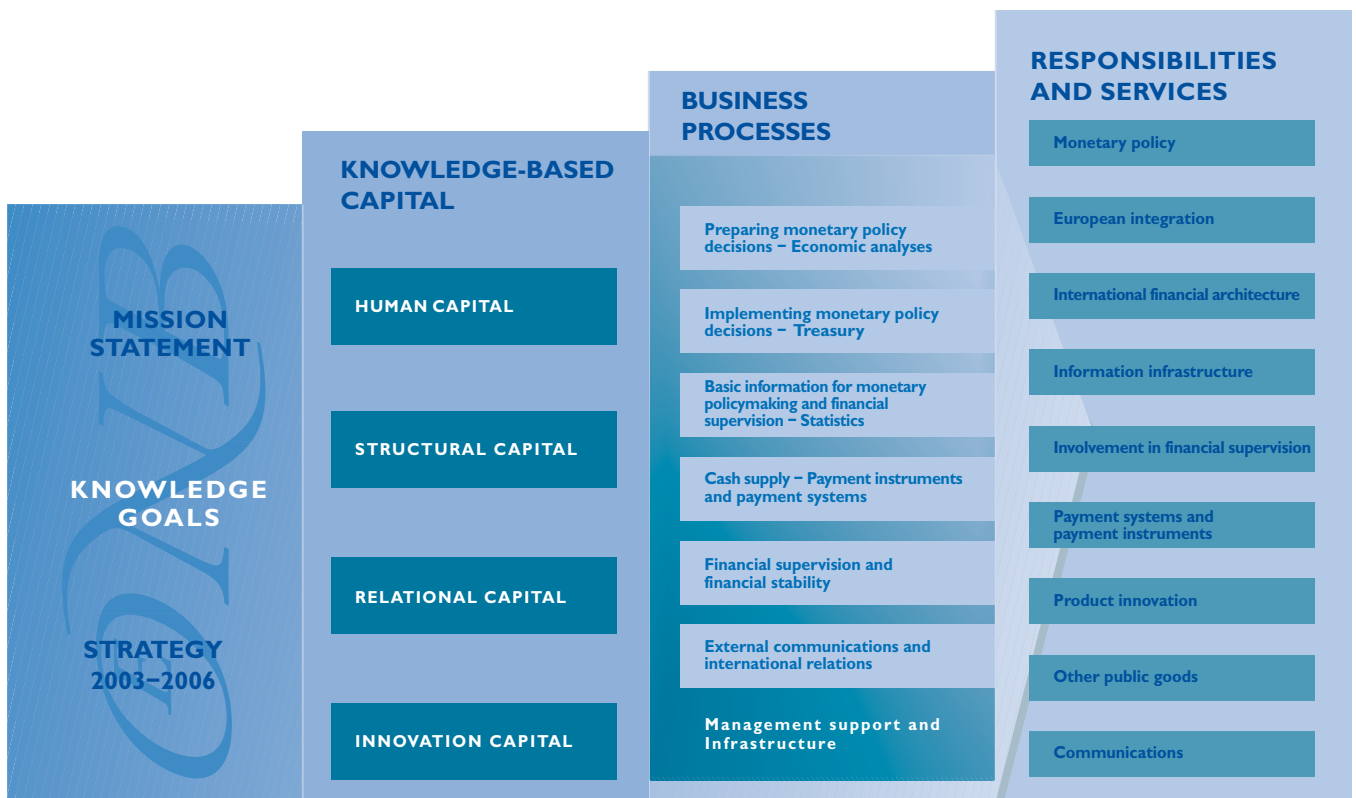 OeNB
MISSION
STATEMENT
KNOWLEDGE
GOALS
STRATEGY
2003–2006
KNOWLEDGE-BASED
CAPITAL
HUMAN CAPITAL
STRUCTURAL CAPITAL
RELATIONAL CAPITAL
INNOVATION CAPITAL
BUSINESS
PROCESSES
Preparing monetary policy
decisions – Economic analyses
Implementing monetary policy
decisions – Treasury
Basic information for monetary
policymaking and financial
supervision – Statistics
Cash supply – Payment instruments
and payment systems
Financial supervision and
financial stability
External communications and
international relations
Management support and
Infrastructure
RESPONSIBILITIES
AND SERVICES
Monetary policy
European integration
International financial architecture
Information infrastructure
Involvement in financial supervision
Payment systems and
payment instruments
Product innovation
Other public goods
Communications